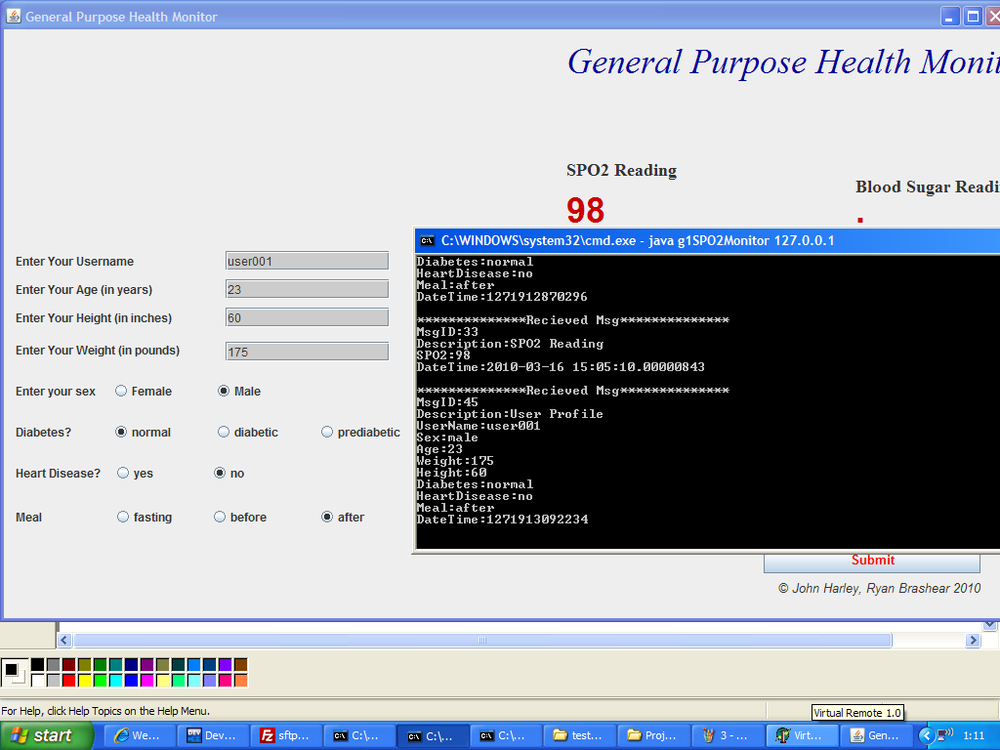 General Purpose Health Monitor
General Purpose Health Monit
SPO2 Reading
98
Blood Sugar Readi
.
Enter Your Username
user001
Enter Your Age (in years)
23
Enter Your Height (in inches)
60
Enter Your Weight (in pounds)
175
Enter your sex Female Male
Diabetes? normal diabetic prediabetic
Heart Disease? yes no
Meal fasting before after
C:\WINDOWS\system32\cmd.exe - java g1SPO2Monitor 127.0.0.1
Diabetes:normal
HeartDisease:no
Meal:after
DateTime:1271912870296
**************Recieved Msg**************
MsgID:33
Description:SPO2 Reading
SPO2:98
DateTime:2010-03-16 15:05:10.00000843
**************Recieved Msg**************
MsgID:45
Description:User Profile
UserName:user001
Sex:male
Age:23
Weight:175
Height:60
Diabetes:normal
HeartDisease:no
Meal:after
DateTime:1271913092234
Submit
© John Harley, Ryan Brashear 2010
For Help, click Help Topics on the Help Menu.
Virtual Remote 1.0
start We... Dev... sftp... C:\... C:\... C:\... test... Proj... 3 - ... Virt... Gen... 1:11